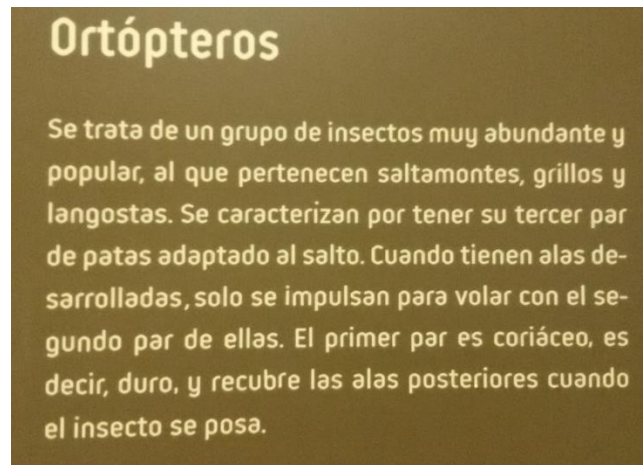 Ortópteros
Se trata de un grupo de insectos muy abundante y
popular, al que pertenecen saltamontes, grillos y
langostas. Se caracterizan por tener su tercer par
de patas adaptado al salto. Cuando tienen alas de-
sarrolladas, solo se impulsan para volar con el se-
gundo par de ellas. El primer par es coriáceo, es
decir, duro, y recubre las alas posteriores cuando
el insecto se posa.